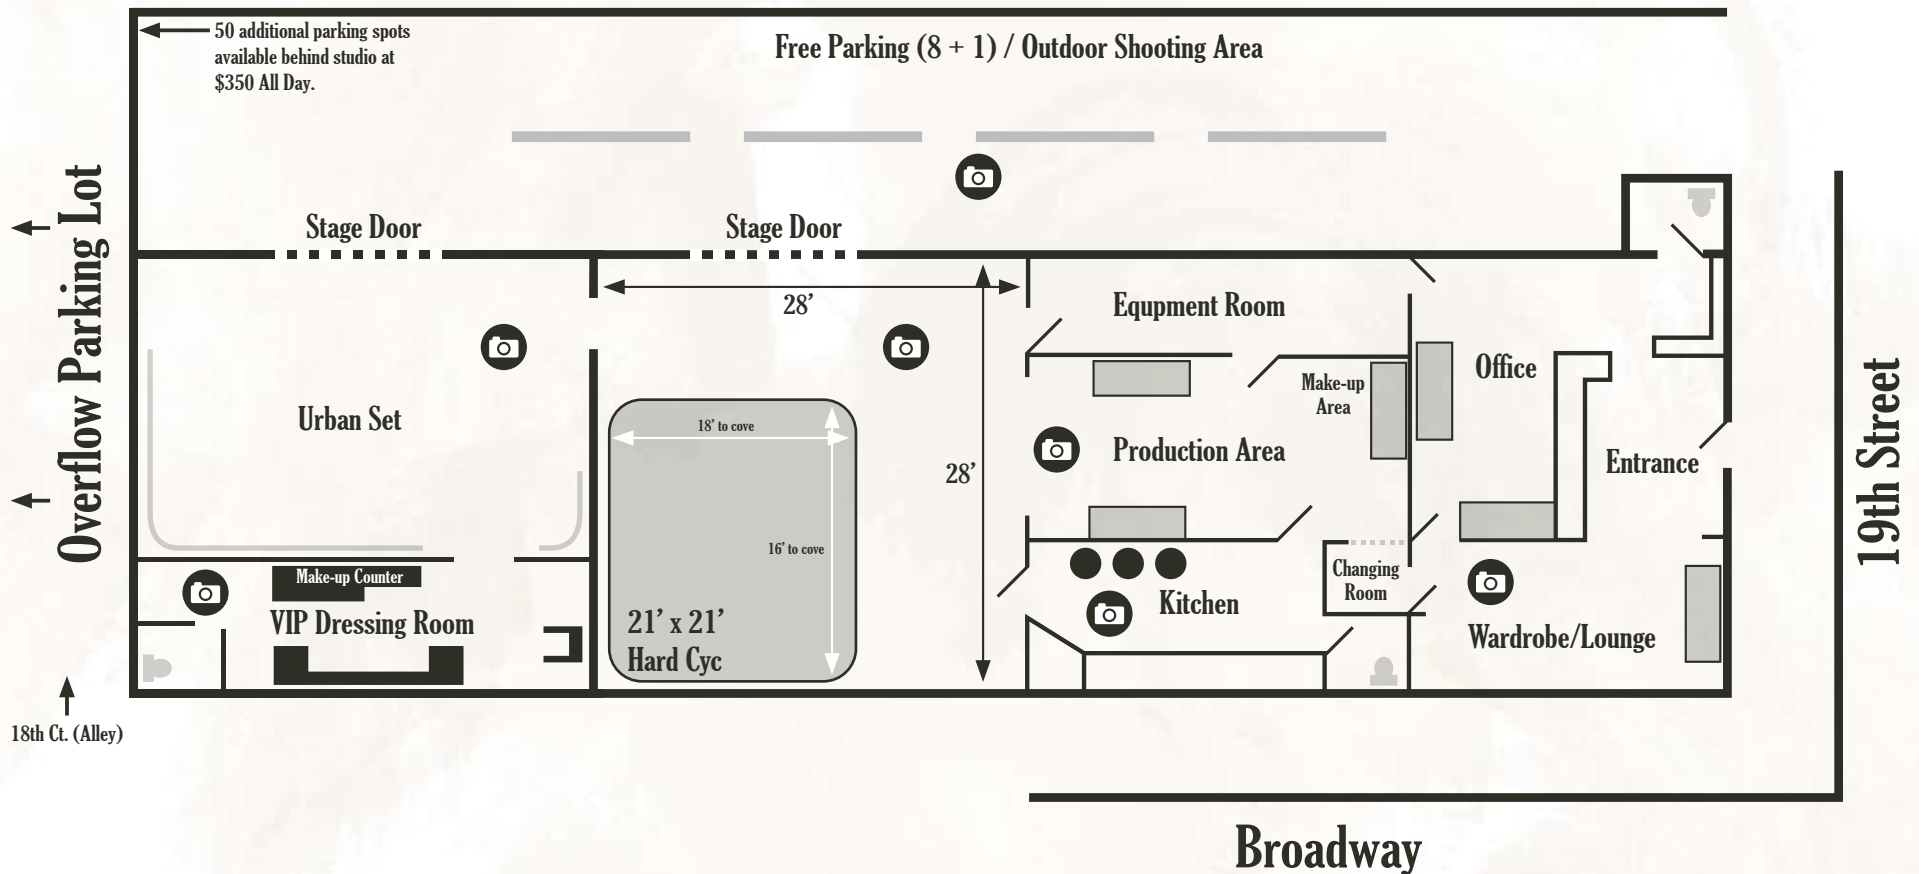 50 additional parking spots
available behind studio at
$350 All Day.
Free Parking (8 + 1) / Outdoor Shooting Area
Overflow Parking Lot
Stage Door
Stage Door
28’
Equpment Room
Urban Set
18’ to cove
Make-up
Area
Office
28’
Production Area
Entrance
19th Street
16’ to cove
Make-up Counter
VIP Dressing Room
21’ x 21’
Hard Cyc
Kitchen
Changing
Room
Wardrobe/Lounge
18th Ct. (Alley)
Broadway